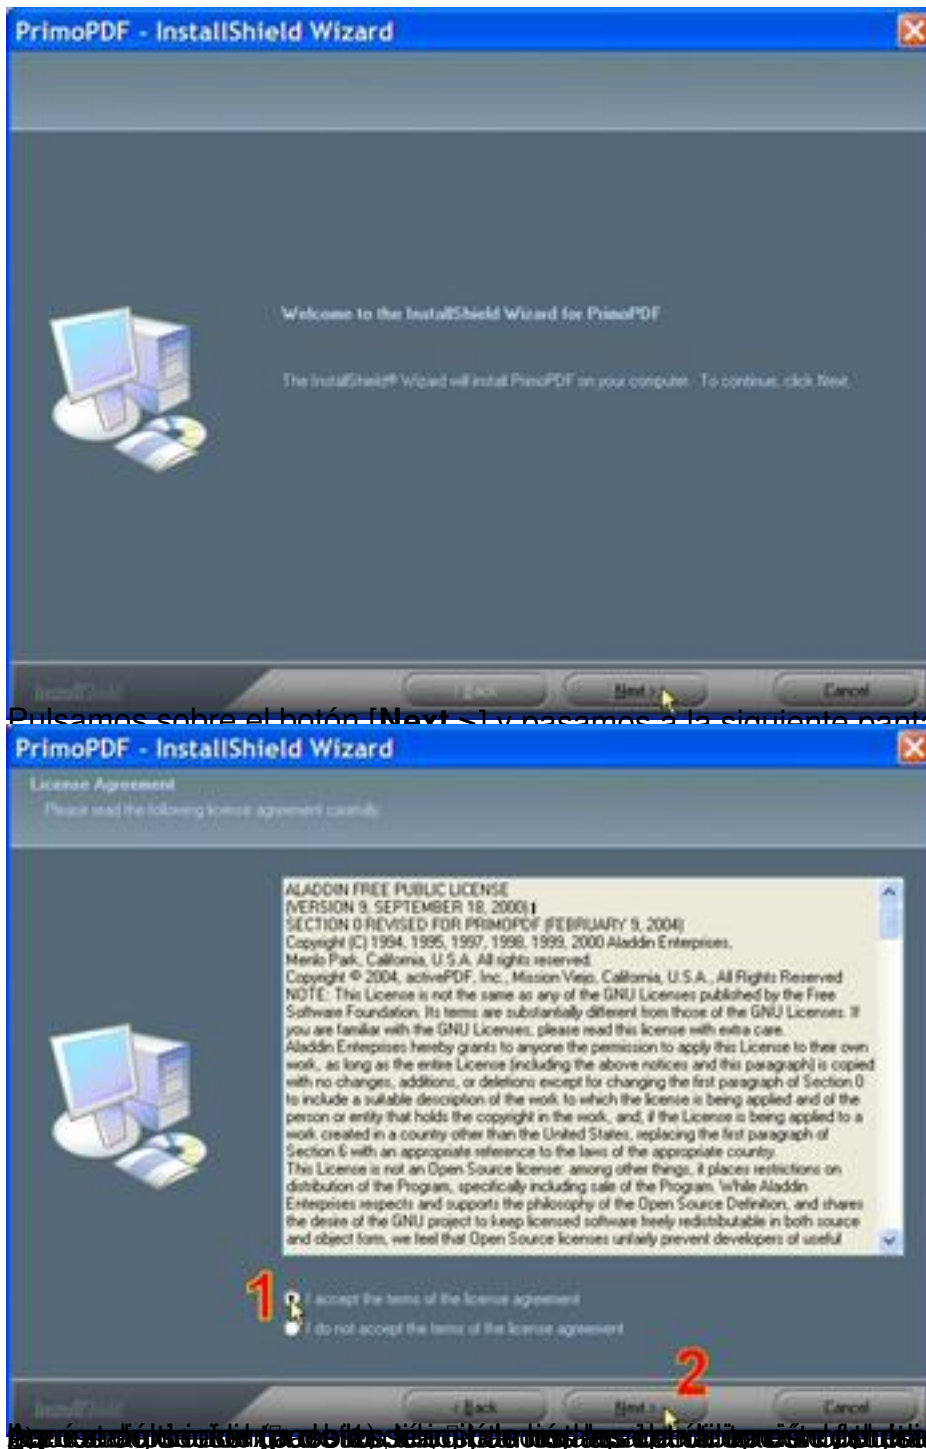 PrimoPDF - InstallShield Wizard
Welcome to the InstallShield Wizard for PrimoPDF
The InstallShield® Wizard will install PrimoPDF on your computer. To continue, click Next.
InstallShield
< Back
Next >
Cancel
Pulsamos sobre el botón [Next >] y pasamos a la siguiente
PrimoPDF - InstallShield Wizard
License Agreement
Please read the following license agreement carefully.
ALADDIN FREE PUBLIC LICENSE
(VERSION 9, SEPTEMBER 18, 2000)
SECTION 0 REVISED FOR PRIMOPDF (FEBRUARY 9, 2004)
Copyright (C) 1994, 1995, 1997, 1998, 1999, 2000 Aladdin Enterprises,
Menlo Park, California, U.S.A. All rights reserved.
Copyright © 2004, activePDF, Inc., Mission Viejo, California, U.S.A., All Rights Reserved
NOTE: This License is not the same as any of the GNU Licenses published by the Free
Software Foundation. Its terms are substantially different from those of the GNU Licenses. If
you are familiar with the GNU Licenses, please read this license with extra care.
Aladdin Enterprises hereby grants to anyone the permission to apply this License to their own
work, as long as the entire License (including the above notices and this paragraph) is copied
with no changes, additions, or deletions except for changing the first paragraph of Section 0
to include a suitable description of the work to which the license is being applied and of the
person or entity that holds the copyright in the work, and, if the License is being applied to a
work created in a country other than the United States, replacing the first paragraph of
Section 6 with an appropriate reference to the laws of the appropriate country.
This License is not an Open Source license: among other things, it places restrictions on
distribution of the Program, specifically including sale of the Program. While Aladdin
Enterprises respects and supports the philosophy of the Open Source Definition, and shares
the desire of the GNU project to keep licensed software freely redistributable in both source
and object form, we feel that Open Source licenses unfairly prevent developers of useful
1
I accept the terms of the license agreement
I do not accept the terms of the license agreement
2
InstallShield
< Back
Next >
Cancel